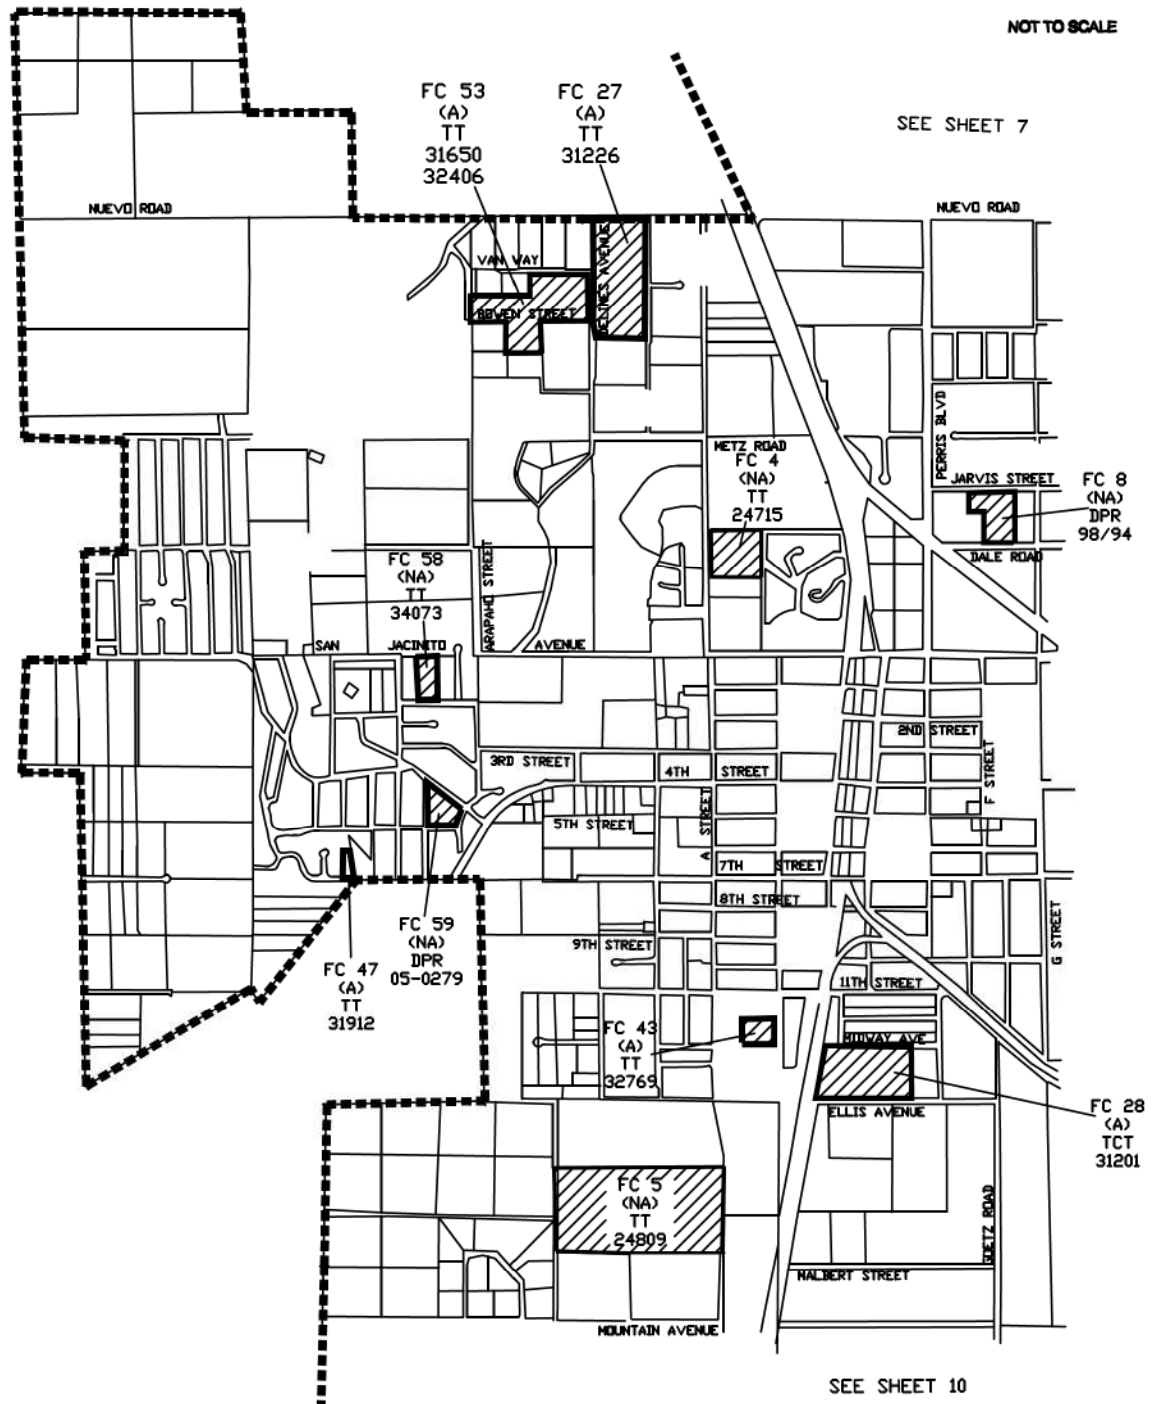 NOT TO SCALE
FC 53
(A)
TT
31650
32406
FC 27
(A)
TT
31226
SEE SHEET 7
NUEVO ROAD
NUEVO ROAD
VAN WAY
DELINES AVENUE
BOWEN STREET
PERRIS BLVD
METZ ROAD
FC 4
(NA)
TT
24715
JARVIS STREET
FC 8
(NA)
DPR
98/94
DALE ROAD
FC 58
(NA)
TT
34073
ARAPAHO STREET
SAN JACINITO AVENUE
2ND STREET
3RD STREET
4TH STREET
F STREET
A STREET
5TH STREET
7TH STREET
8TH STREET
G STREET
FC 59
(NA)
DPR
05-0279
9TH STREET
FC 47
(A)
TT
31912
11TH STREET
FC 43
(A)
TT
32769
MIDWAY AVE
ELLIS AVENUE
FC 28
(A)
TCT
31201
FC 5
(NA)
TT
24809
GOETZ ROAD
MALBERT STREET
MOUNTAIN AVENUE
SEE SHEET 10